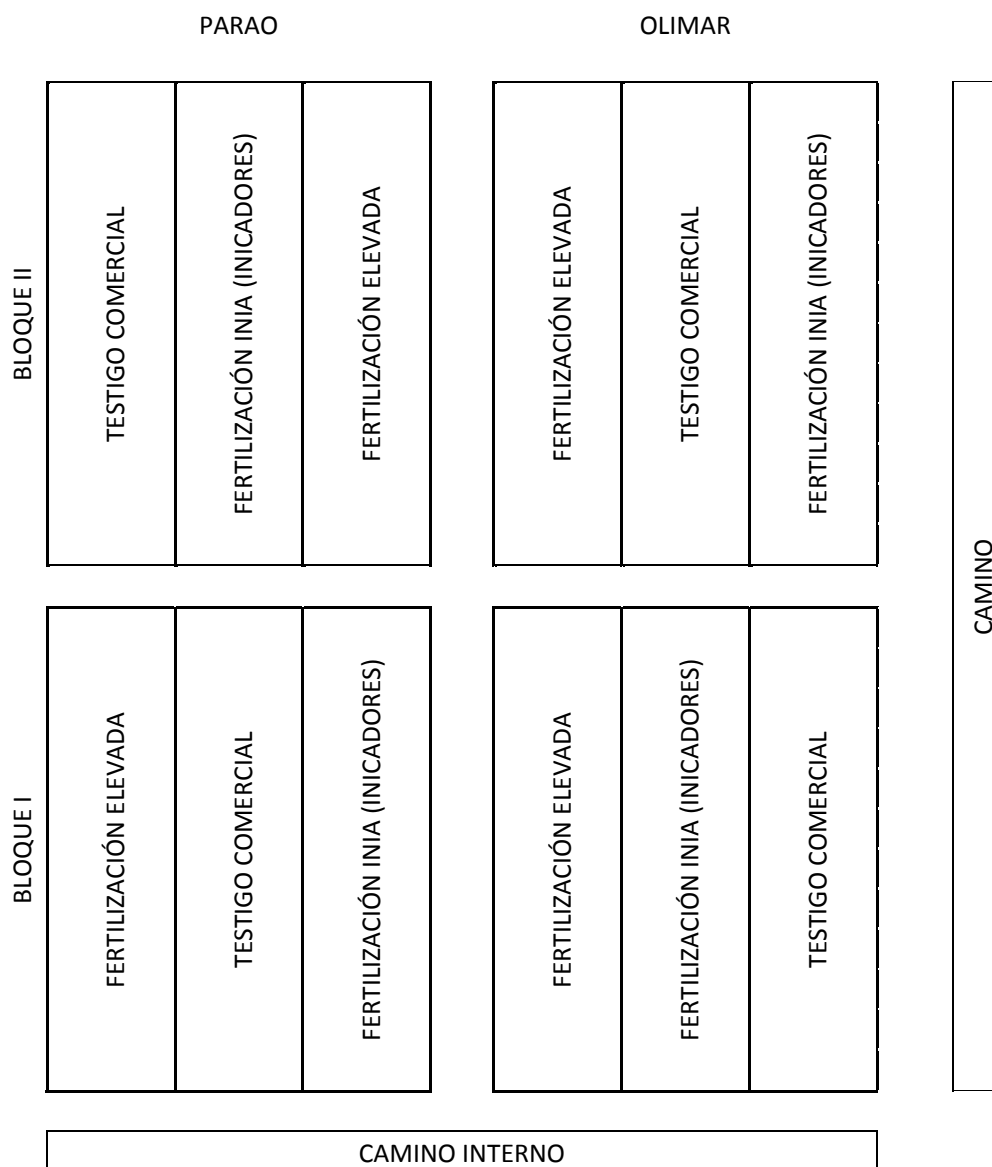 PARAO
OLIMAR
BLOQUE II
TESTIGO COMERCIAL
FERTILIZACIÓN INIA (INICADORES)
FERTILIZACIÓN ELEVADA
FERTILIZACIÓN ELEVADA
TESTIGO COMERCIAL
FERTILIZACIÓN INIA (INICADORES)
CAMINO
BLOQUE I
FERTILIZACIÓN ELEVADA
TESTIGO COMERCIAL
FERTILIZACIÓN INIA (INICADORES)
FERTILIZACIÓN ELEVADA
FERTILIZACIÓN INIA (INICADORES)
TESTIGO COMERCIAL
CAMINO INTERNO